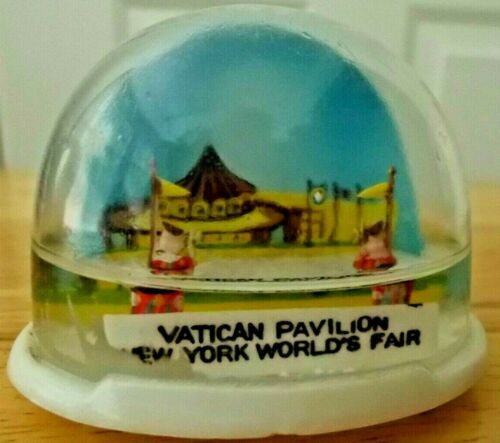 VATICAN PAVILION
NEW YORK WORLD'S FAIR